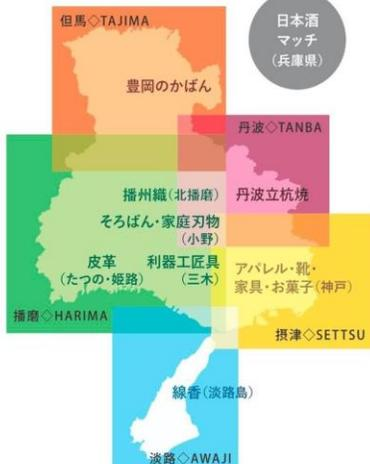 但馬◇TAJIMA
日本酒
マッチ
(兵庫県)
豊岡のかばん
丹波◇TANBA
播州織(北播磨)
丹波立杭焼
そろばん・家庭刃物
(小野)
皮革
(たつの・姫路)
利器工匠具
(三木)
アパレル・靴・
家具・お菓子(神戸)
播磨◇HARIMA
摂津◇SETTSU
線香(淡路島)
淡路◇AWAJI